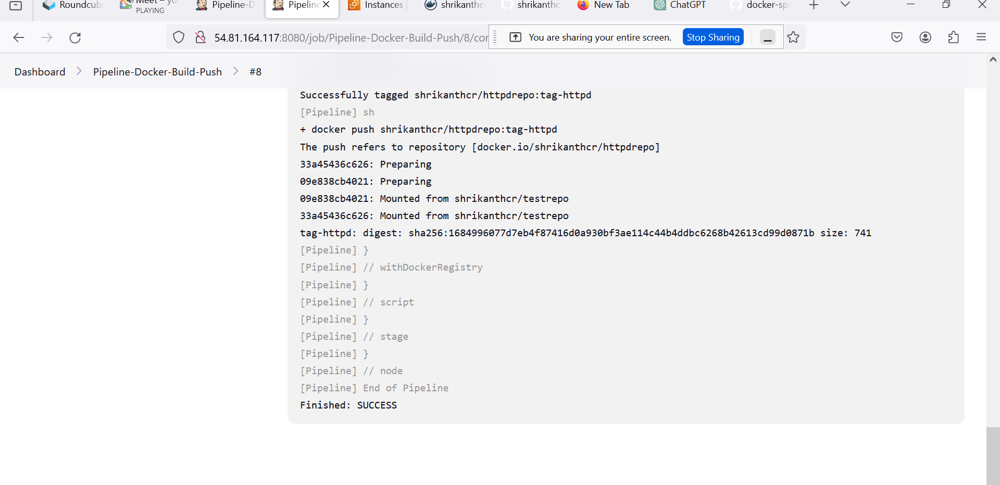 Roundcub
Meet – yo
PLAYING
Pipeline-D
Pipeline
Instances
shrikanthc
shrikanthc
New Tab
ChatGPT
docker-sp
54.81.164.117:8080/job/Pipeline-Docker-Build-Push/8/cor
You are sharing your entire screen.
Stop Sharing
Dashboard
Pipeline-Docker-Build-Push
#8
Successfully tagged shrikanthcr/httpdrepo:tag-httpd
[Pipeline] sh
+ docker push shrikanthcr/httpdrepo:tag-httpd
The push refers to repository [docker.io/shrikanthcr/httpdrepo]
33a45436c626: Preparing
09e838cb4021: Preparing
09e838cb4021: Mounted from shrikanthcr/testrepo
33a45436c626: Mounted from shrikanthcr/testrepo
tag-httpd: digest: sha256:1684996077d7eb4f87416d0a930bf3ae114c44b4ddbc6268b42613cd99d0871b size: 741
[Pipeline] }
[Pipeline] // withDockerRegistry
[Pipeline] }
[Pipeline] // script
[Pipeline] }
[Pipeline] // stage
[Pipeline] }
[Pipeline] // node
[Pipeline] End of Pipeline
Finished: SUCCESS